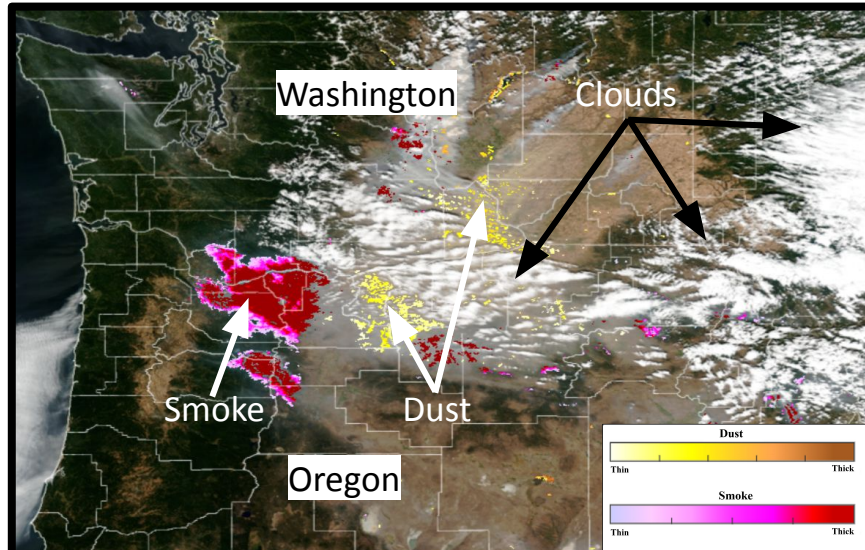 Washington
Clouds
Smoke
Dust
Oregon
Dust
Thin
Thick
Smoke
Thin
Thick